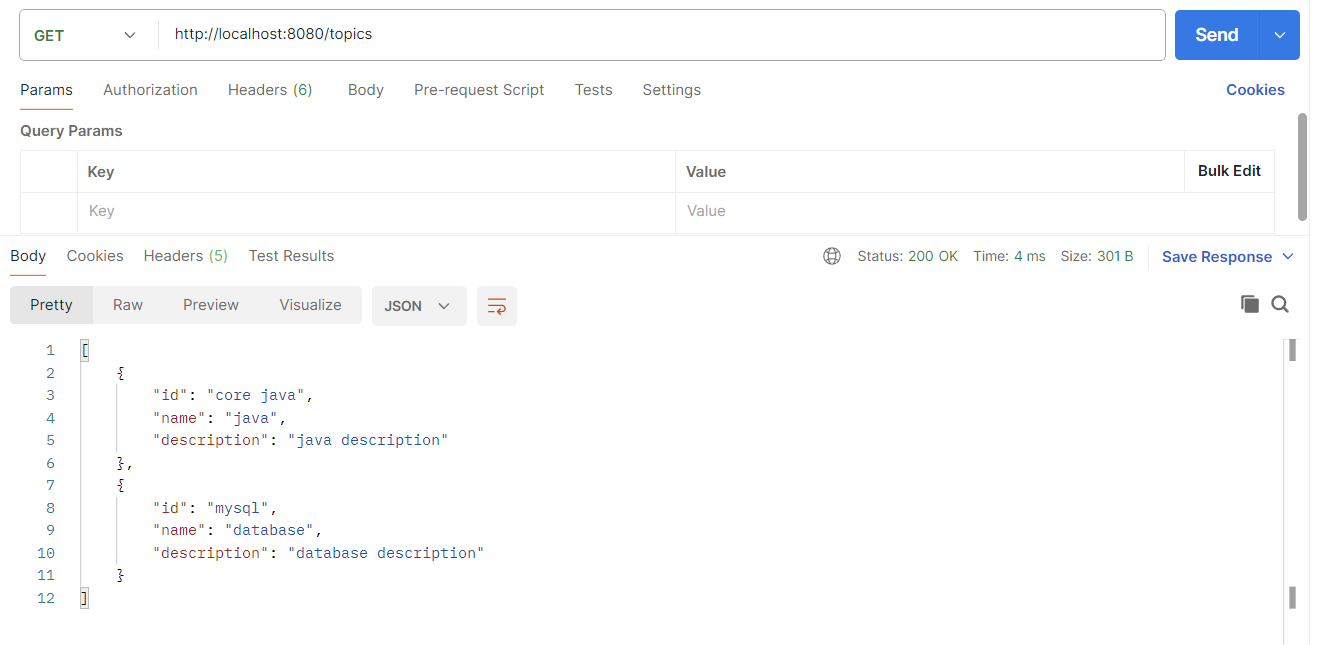 GET http://localhost:8080/topics Send
Params Authorization Headers (6) Body Pre-request Script Tests Settings Cookies
Query Params
Key Value Bulk Edit
Key Value
Body Cookies Headers (5) Test Results Status: 200 OK Time: 4 ms Size: 301 B Save Response
Pretty Raw Preview Visualize JSON
1 [
2 {
3 "id": "core java",
4 "name": "java",
5 "description": "java description"
6 },
7 {
8 "id": "mysql",
9 "name": "database",
10 "description": "database description"
11 }
12 ]